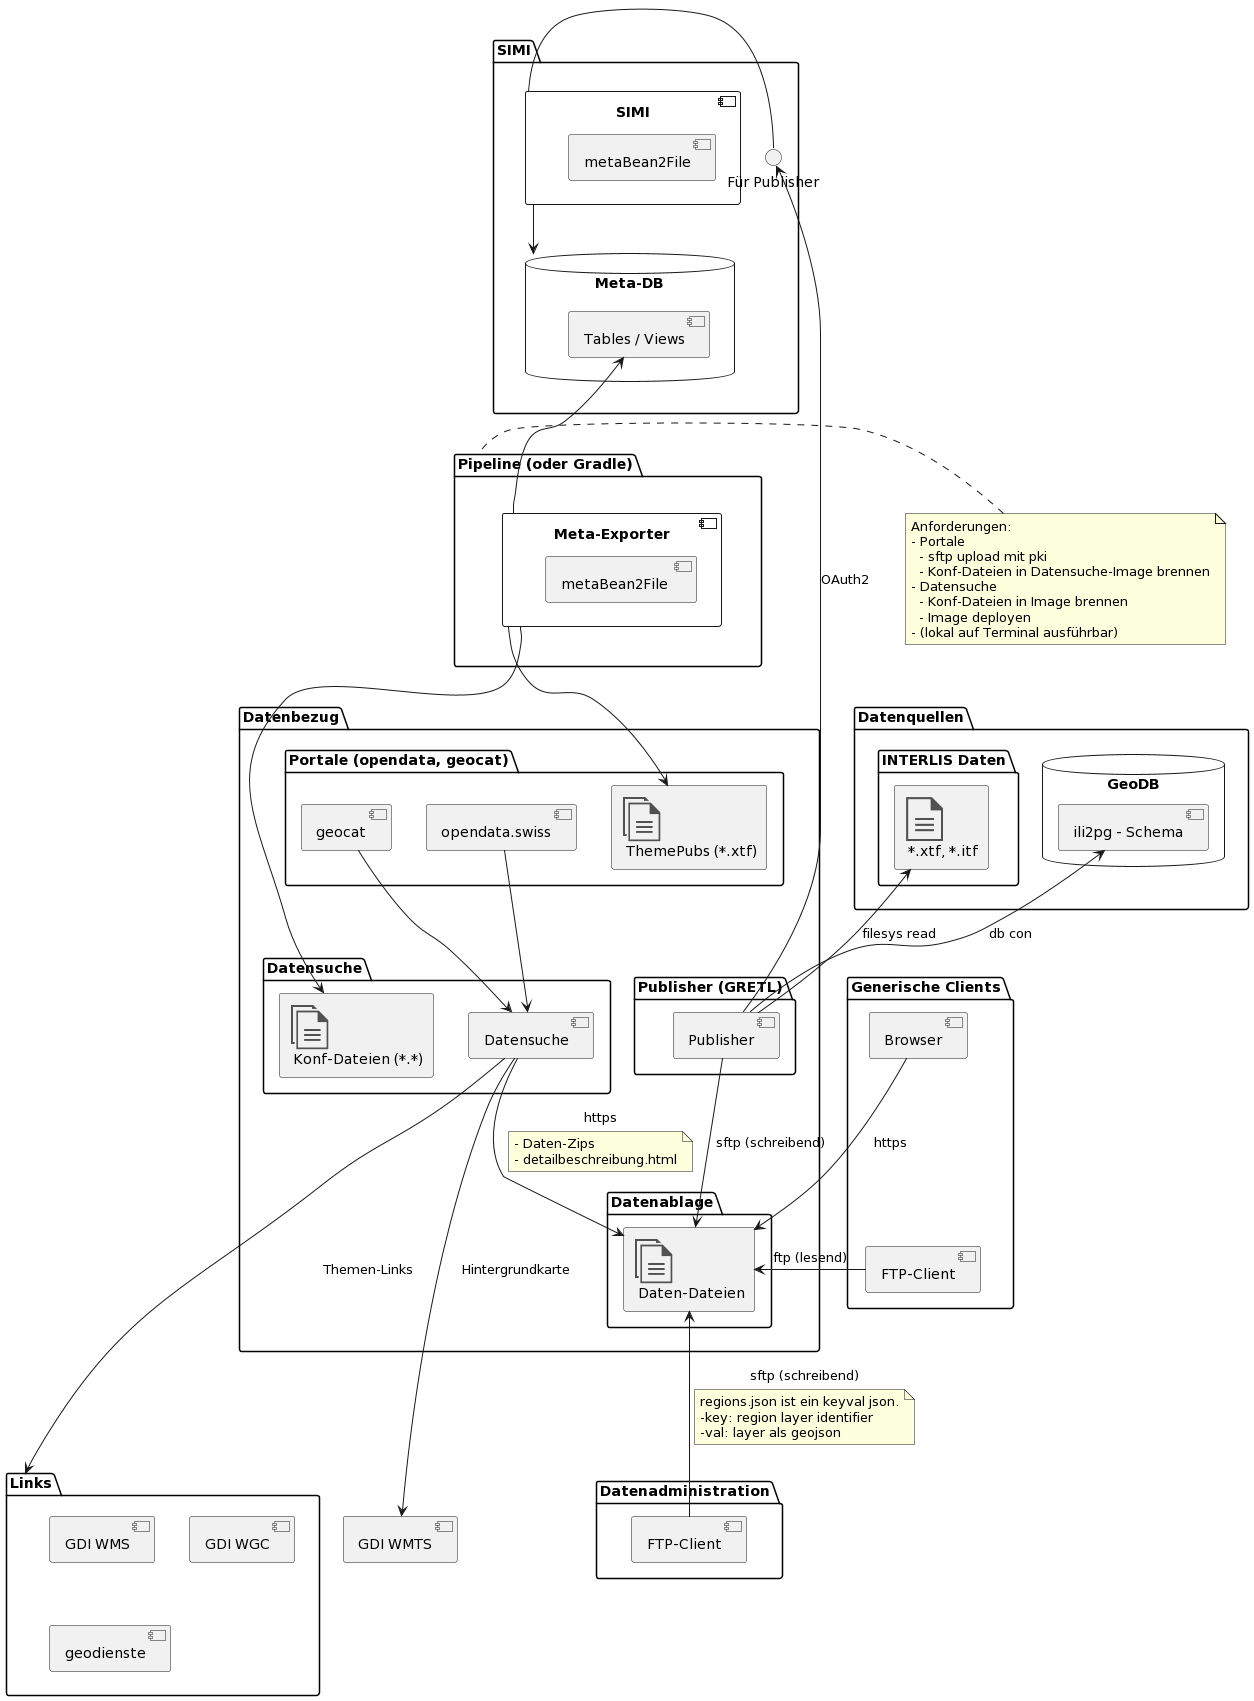 SIMI
SIMI
metaBean2File
Für Publisher
Meta-DB
Tables / Views
Pipeline (oder Gradle)
Meta-Exporter
metaBean2File
Anforderungen:
- Portale
- sftp upload mit pki
- Konf-Dateien in Datensuche-Image brennen
- Datensuche
- Konf-Dateien in Image brennen
- Image deployen
- (lokal auf Terminal ausführbar)
OAuth2
Datenbezug
Portale (opendata, geocat)
geocat
opendata.swiss
ThemePubs (*.xtf)
Datenquellen
INTERLIS Daten
*.xtf, *.itf
GeoDB
ili2pg - Schema
filesys read
db con
Datensuche
Konf-Dateien (*.*)
Datensuche
Publisher (GRETL)
Publisher
Generische Clients
Browser
https
- Daten-Zips
- detailbeschreibung.html
sftp (schreibend)
https
Datenablage
Daten-Dateien
ftp (lesend)
FTP-Client
Themen-Links
Hintergrundkarte
sftp (schreibend)
regions.json ist ein keyval json.
-key: region layer identifier
-val: layer als geojson
Links
GDI WMS
GDI WGC
geodienste
GDI WMTS
Datenadministration
FTP-Client